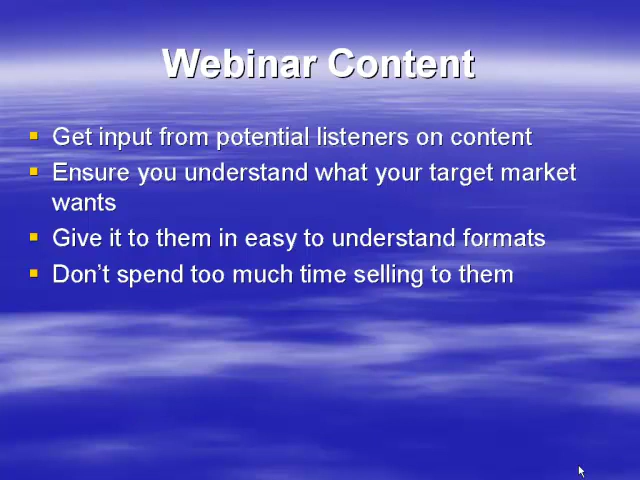 Webinar Content
Get input from potential listeners on content
Ensure you understand what your target market
wants
Give it to them in easy to understand formats
Don't spend too much time selling to them